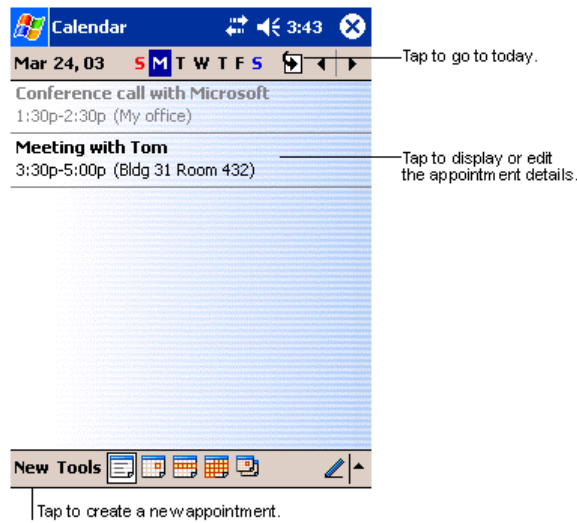 Calendar 3:43
Mar 24, 03 S M T W T F S
Tap to go to today.
Conference call with Microsoft
1:30p-2:30p (My office)
Meeting with Tom
3:30p-5:00p (Bldg 31 Room 432)
Tap to display or edit
the appointment details.
New Tools
Tap to create a new appointment.